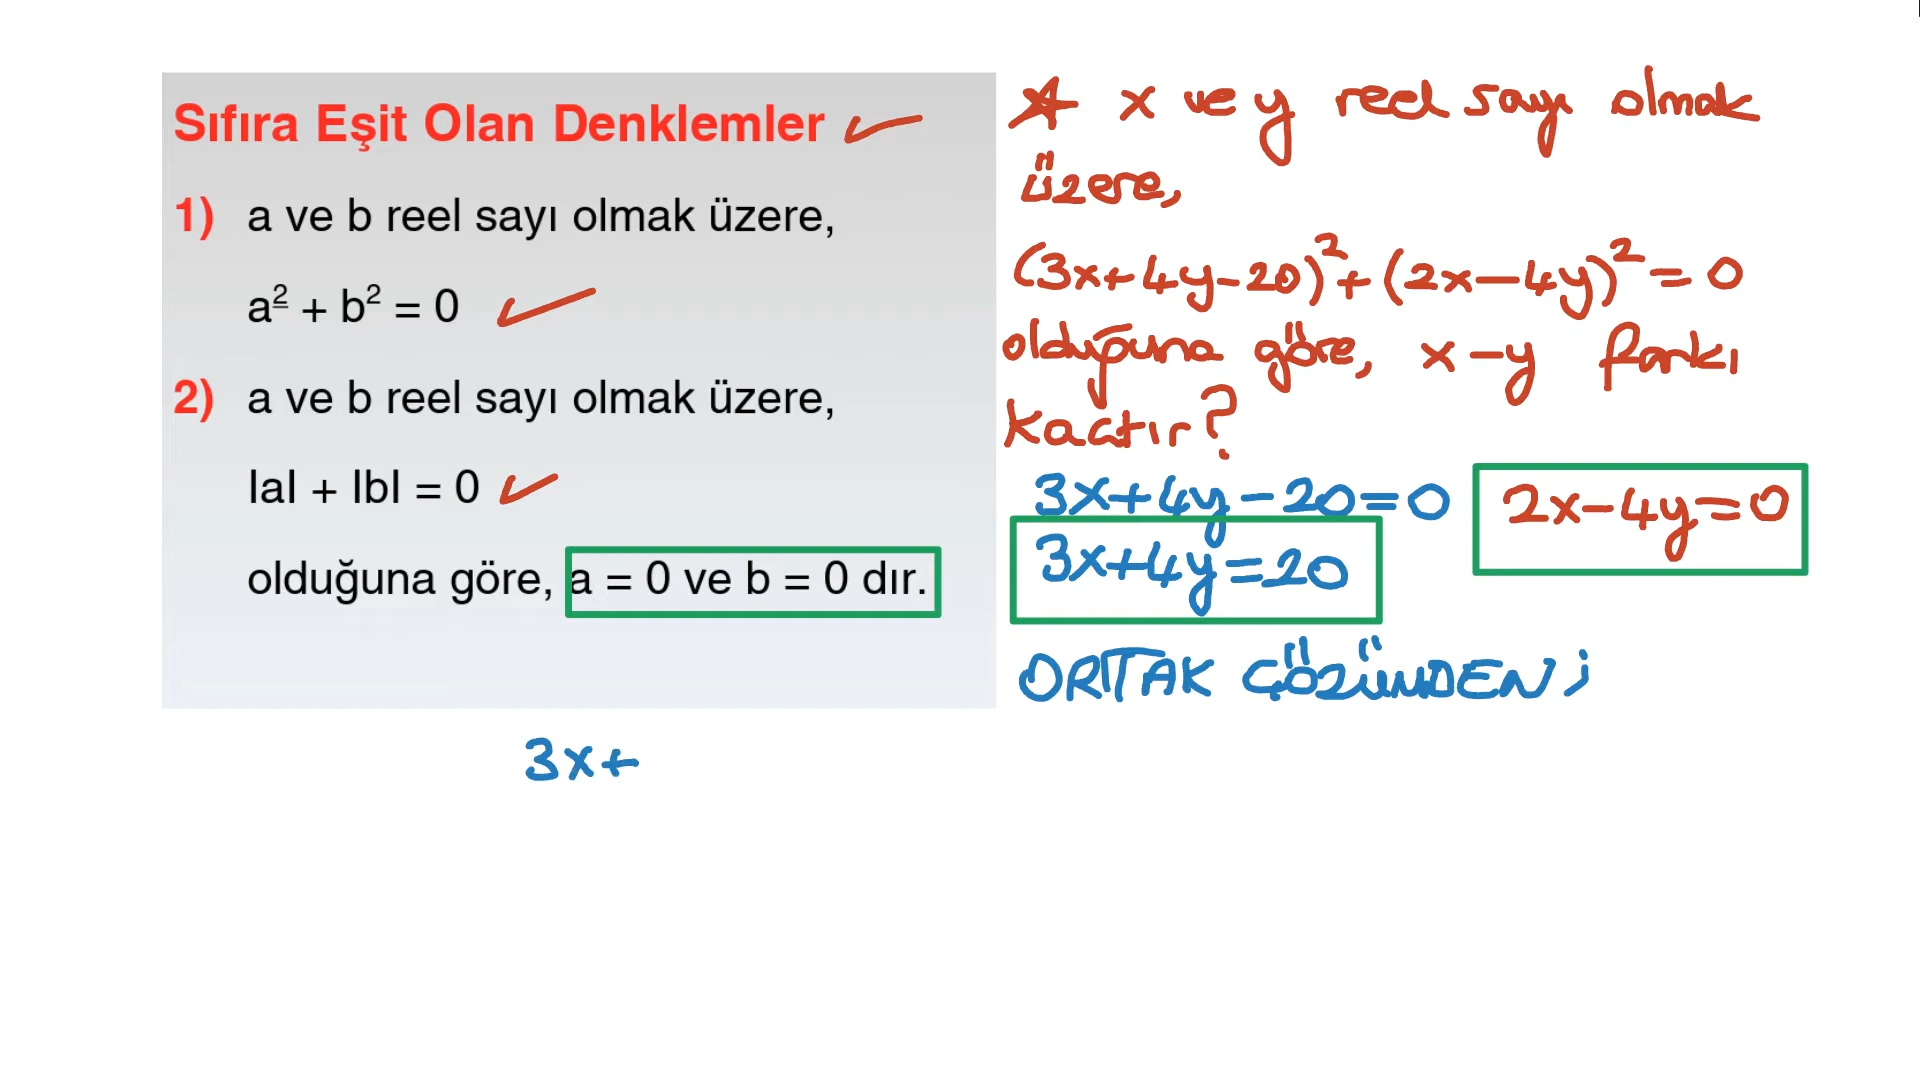 Sıfıra Eşit Olan Denklemler
1) a ve b reel sayı olmak üzere,
a² + b² = 0
2) a ve b reel sayı olmak üzere,
IaI + IbI = 0
olduğuna göre, a = 0 ve b = 0 dır.
x ve y reel sayı olmak
üzere,
(3x+4y-20)²+(2x-4y)²=0
olduğuna göre, x-y farkı
kaçtır?
3x+4y-20=0
2x-4y=0
3x+4y=20
ORTAK ÇÖZÜMDEN;
3x+